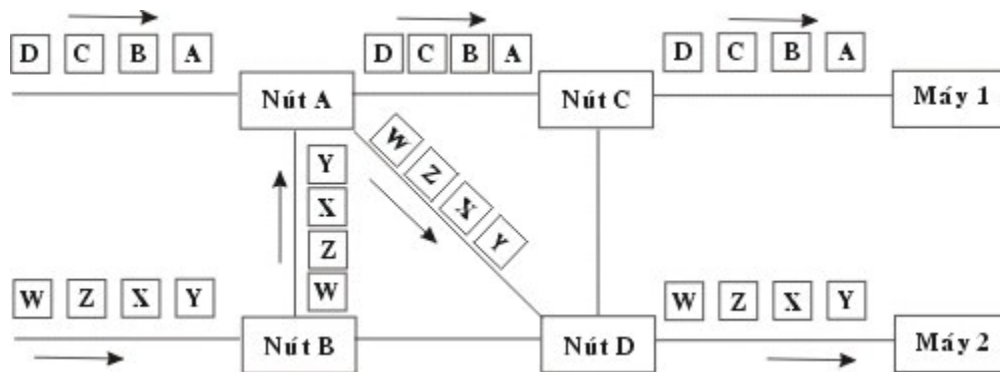 D C B A
D C B A
D C B A
Nút A
Nút C
Máy 1
Y
X
Z
W
W Z X Y
W Z X Y
W Z X Y
Nút B
Nút D
Máy 2